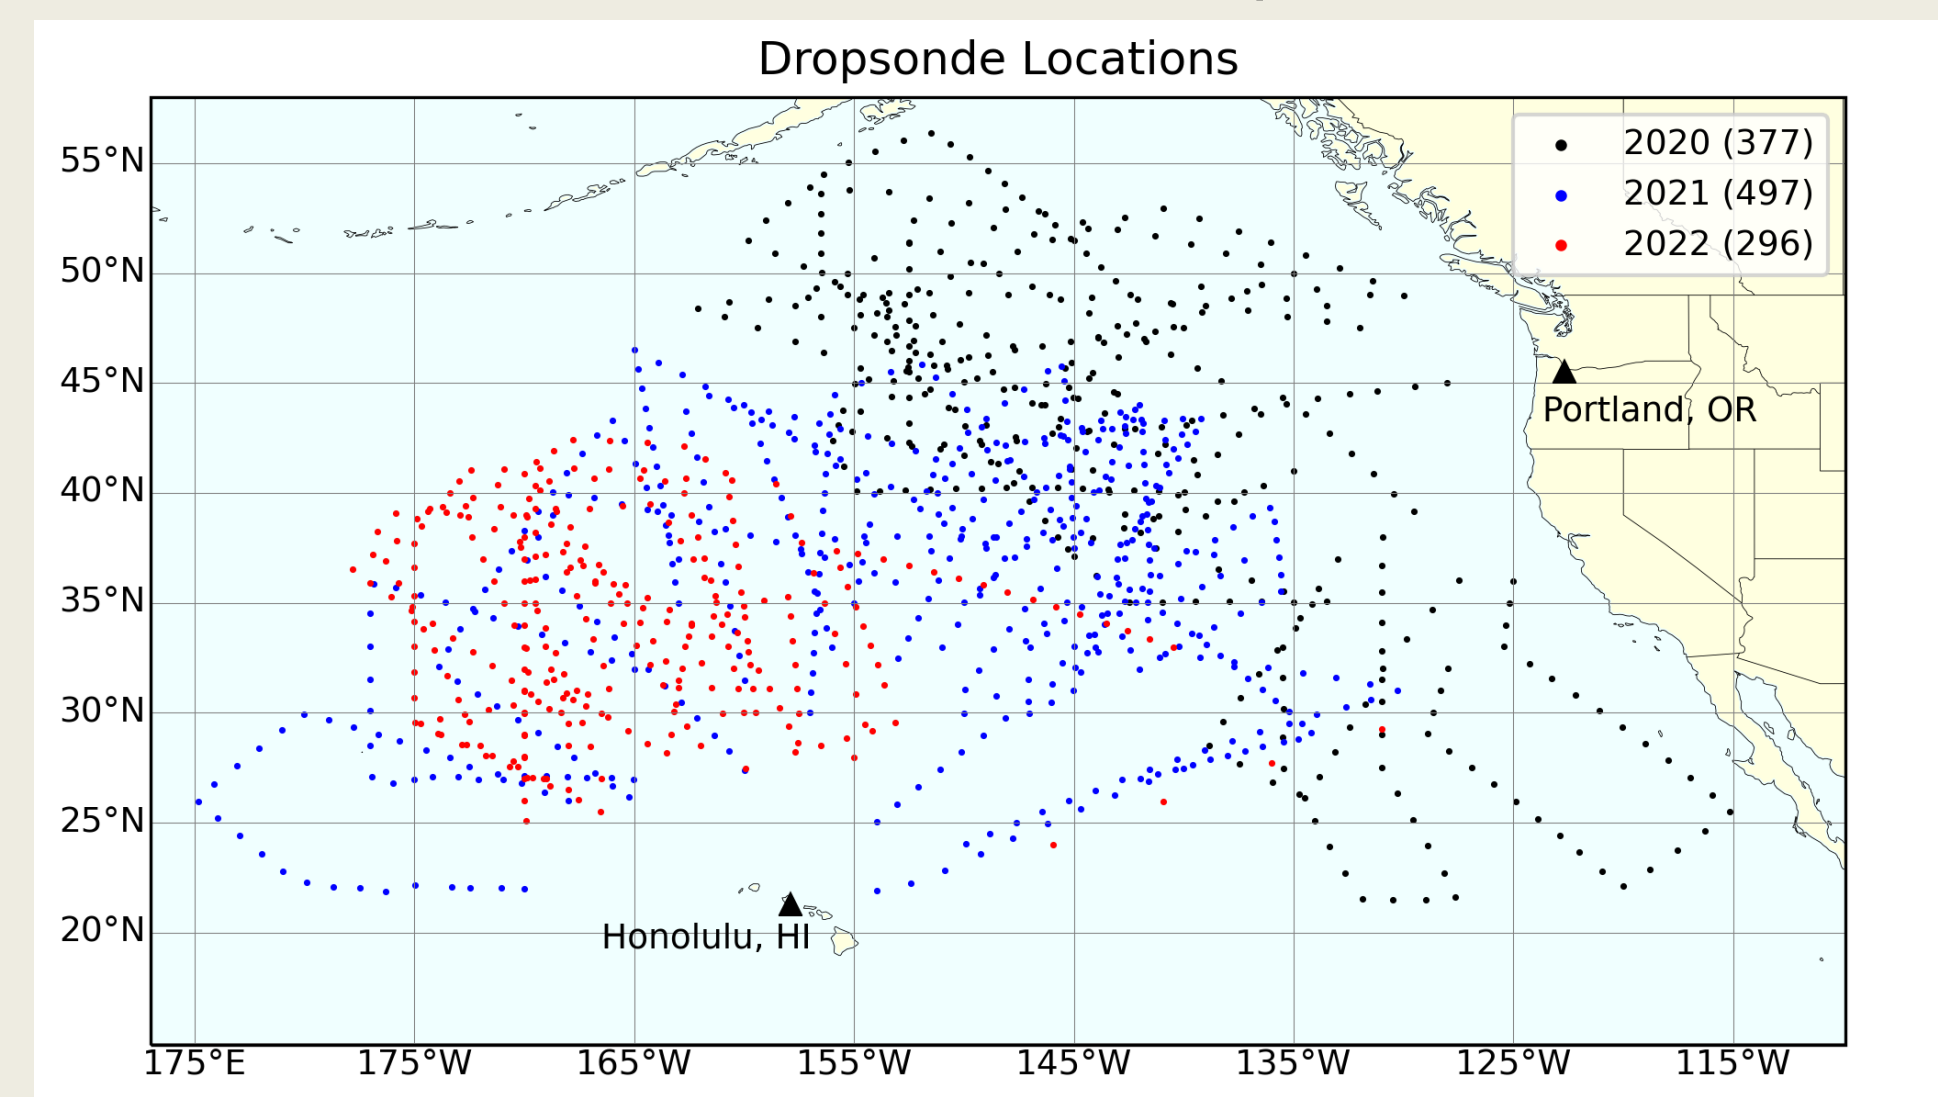 Dropsonde Locations
2020 (377)
2021 (497)
2022 (296)
55°N
50°N
45°N
40°N
35°N
30°N
25°N
20°N
Portland, OR
Honolulu, HI
175°E 175°W 165°W 155°W 145°W 135°W 125°W 115°W